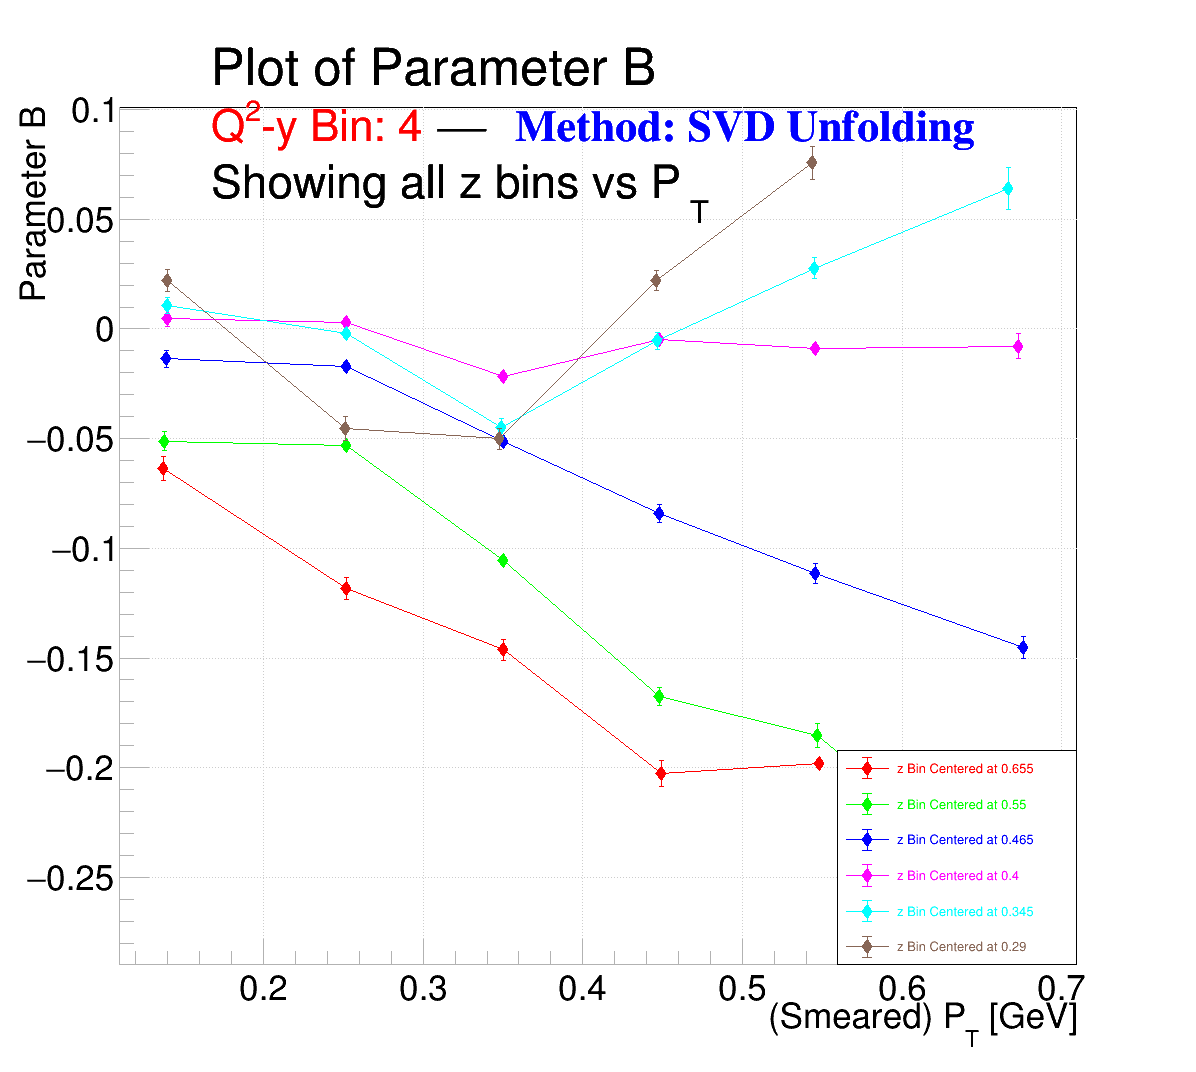 Plot of Parameter B
Q²-y Bin: 4 — Method: SVD Unfolding
Showing all z bins vs P_T
Parameter B
0.1
0.05
0
−0.05
−0.1
−0.15
−0.2
−0.25
z Bin Centered at 0.655
z Bin Centered at 0.55
z Bin Centered at 0.465
z Bin Centered at 0.4
z Bin Centered at 0.345
z Bin Centered at 0.29
0.2 0.3 0.4 0.5 0.6 0.7
(Smeared) P_T [GeV]